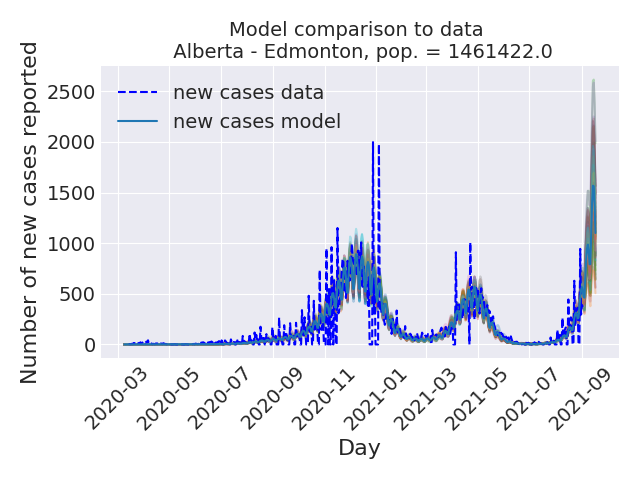 Model comparison to data
Alberta - Edmonton, pop. = 1461422.0
Number of new cases reported
2500
2000
1500
1000
500
0
new cases data
new cases model
2020-03
2020-05
2020-07
2020-09
2020-11
2021-01
2021-03
2021-05
2021-07
2021-09
Day